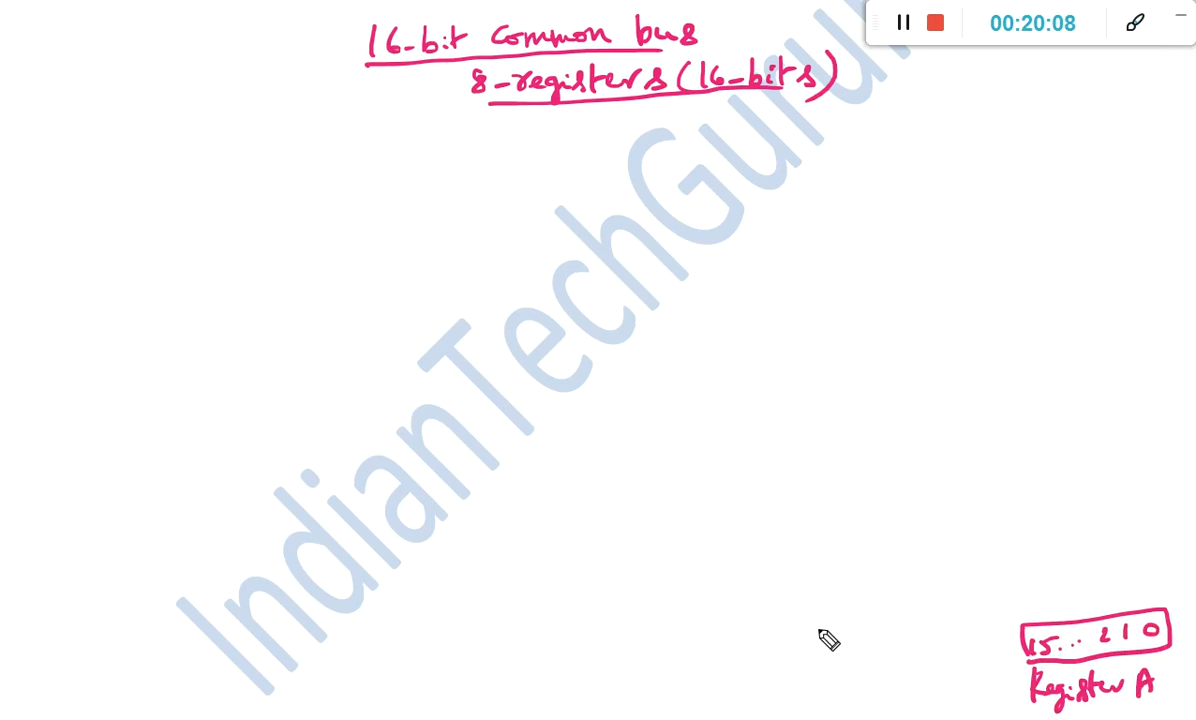 16-bit common bus
8-registers (16-bits)
00:20:08
IndianTechGuru
15... 2 1 0
Register A